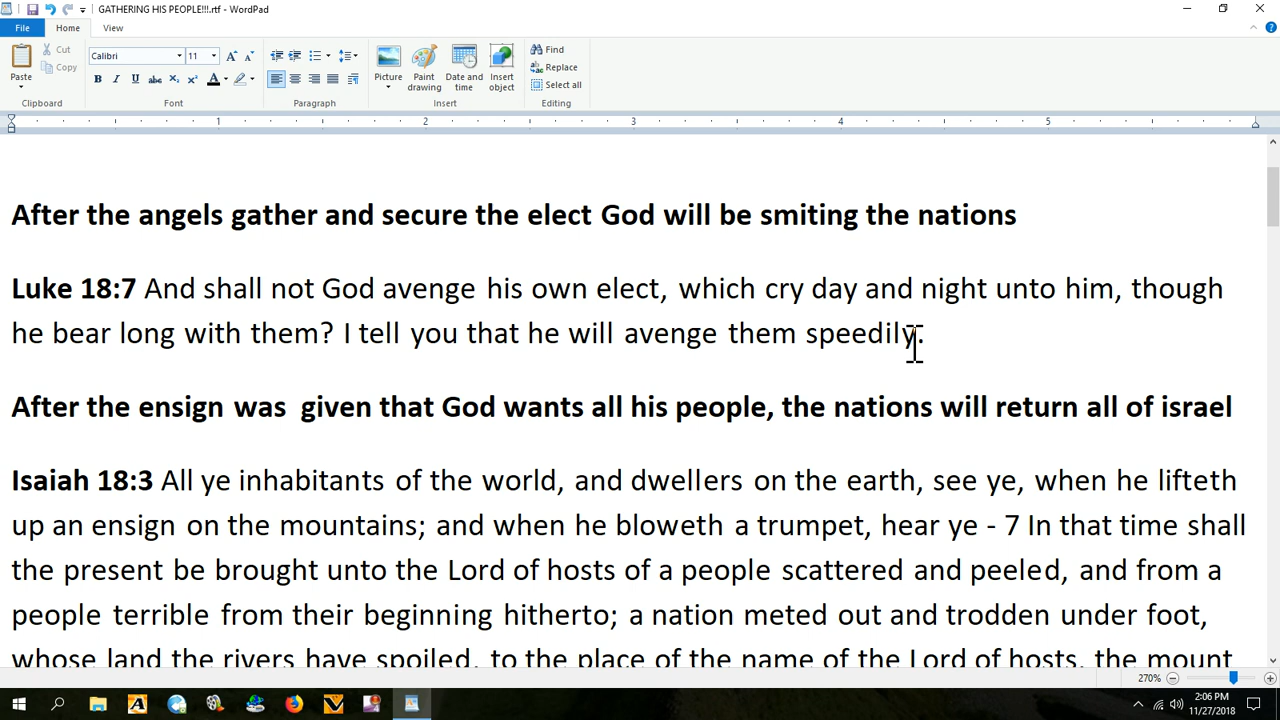 GATHERING HIS PEOPLE!!!.rtf - WordPad
File Home View
Paste
Cut
Copy
Clipboard
Calibri 11
B I U abc X₂ X² A
Font
Paragraph
Picture
Paint drawing
Date and time
Insert object
Insert
Find
Replace
Select all
Editing
1 2 3 4 5
After the angels gather and secure the elect God will be smiting the nations
Luke 18:7 And shall not God avenge his own elect, which cry day and night unto him, though
he bear long with them? I tell you that he will avenge them speedily.
After the ensign was  given that God wants all his people, the nations will return all of israel
Isaiah 18:3 All ye inhabitants of the world, and dwellers on the earth, see ye, when he lifteth
up an ensign on the mountains; and when he bloweth a trumpet, hear ye - 7 In that time shall
the present be brought unto the Lord of hosts of a people scattered and peeled, and from a
people terrible from their beginning hitherto; a nation meted out and trodden under foot,
whose land the rivers have spoiled, to the place of the name of the Lord of hosts, the mount
270%
2:06 PM
11/27/2018